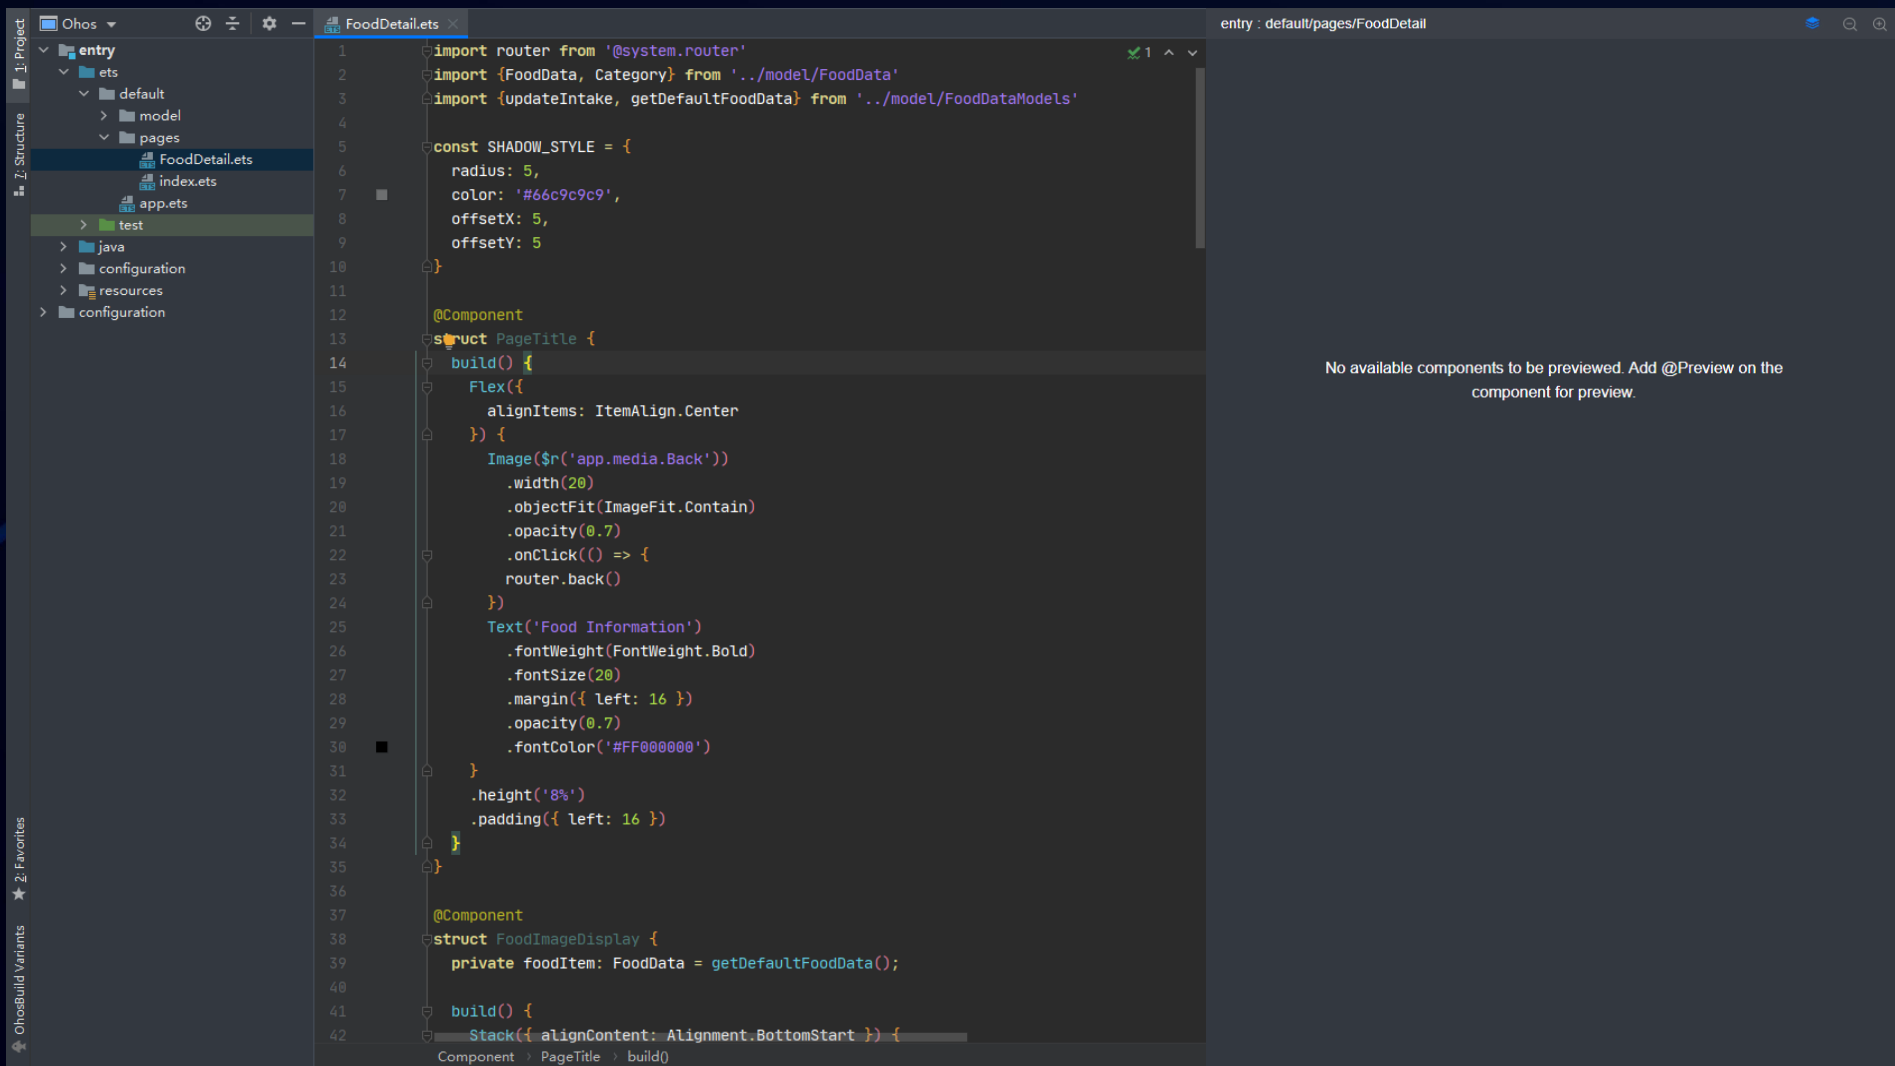 1: Project
7: Structure
2: Favorites
OhosBuild Variants
Ohos
entry
ets
default
model
pages
FoodDetail.ets
index.ets
app.ets
test
java
configuration
resources
configuration
FoodDetail.ets
1 import router from '@system.router'
2 import {FoodData, Category} from '../model/FoodData'
3 import {updateIntake, getDefaultFoodData} from '../model/FoodDataModels'
4
5 const SHADOW_STYLE = {
6 radius: 5,
7 color: '#66c9c9c9',
8 offsetX: 5,
9 offsetY: 5
10 }
11
12 @Component
13 struct PageTitle {
14 build() {
15 Flex({
16 alignItems: ItemAlign.Center
17 }) {
18 Image($r('app.media.Back'))
19 .width(20)
20 .objectFit(ImageFit.Contain)
21 .opacity(0.7)
22 .onClick(() => {
23 router.back()
24 })
25 Text('Food Information')
26 .fontWeight(FontWeight.Bold)
27 .fontSize(20)
28 .margin({ left: 16 })
29 .opacity(0.7)
30 .fontColor('#FF000000')
31 }
32 .height('8%')
33 .padding({ left: 16 })
34 }
35 }
36
37 @Component
38 struct FoodImageDisplay {
39 private foodItem: FoodData = getDefaultFoodData();
40
41 build() {
42 Stack({ alignContent: Alignment.BottomStart }) {
1
Component > PageTitle > build()
entry : default/pages/FoodDetail
No available components to be previewed. Add @Preview on the
component for preview.